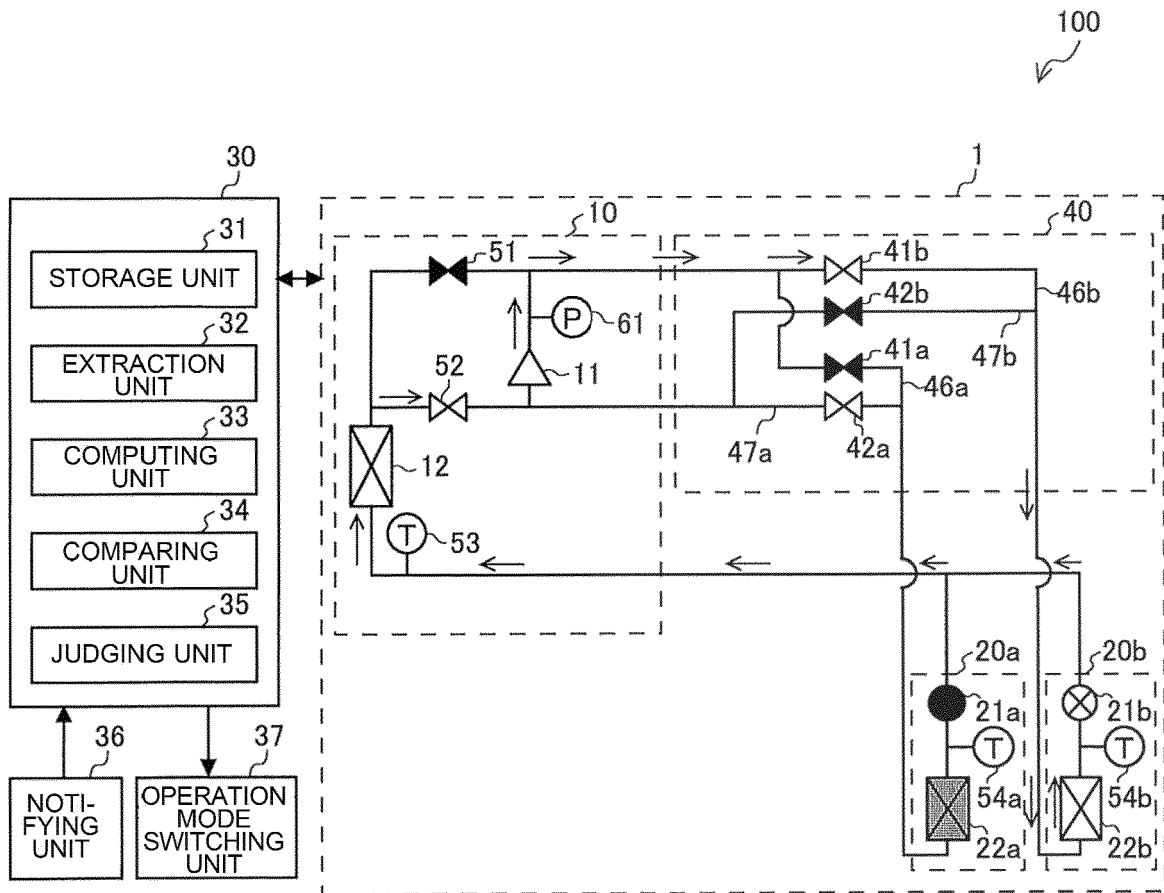 100
30
31
STORAGE UNIT
32
EXTRACTION
UNIT
33
COMPUTING
UNIT
34
COMPARING
UNIT
35
JUDGING UNIT
36
NOTI-
FYING
UNIT
37
OPERATION
MODE
SWITCHING
UNIT
1
10
40
51
41b
42b
46b
P
61
47b
41a
52
11
46a
12
47a
42a
T
53
20a
20b
21a
21b
T
T
54a
54b
22a
22b